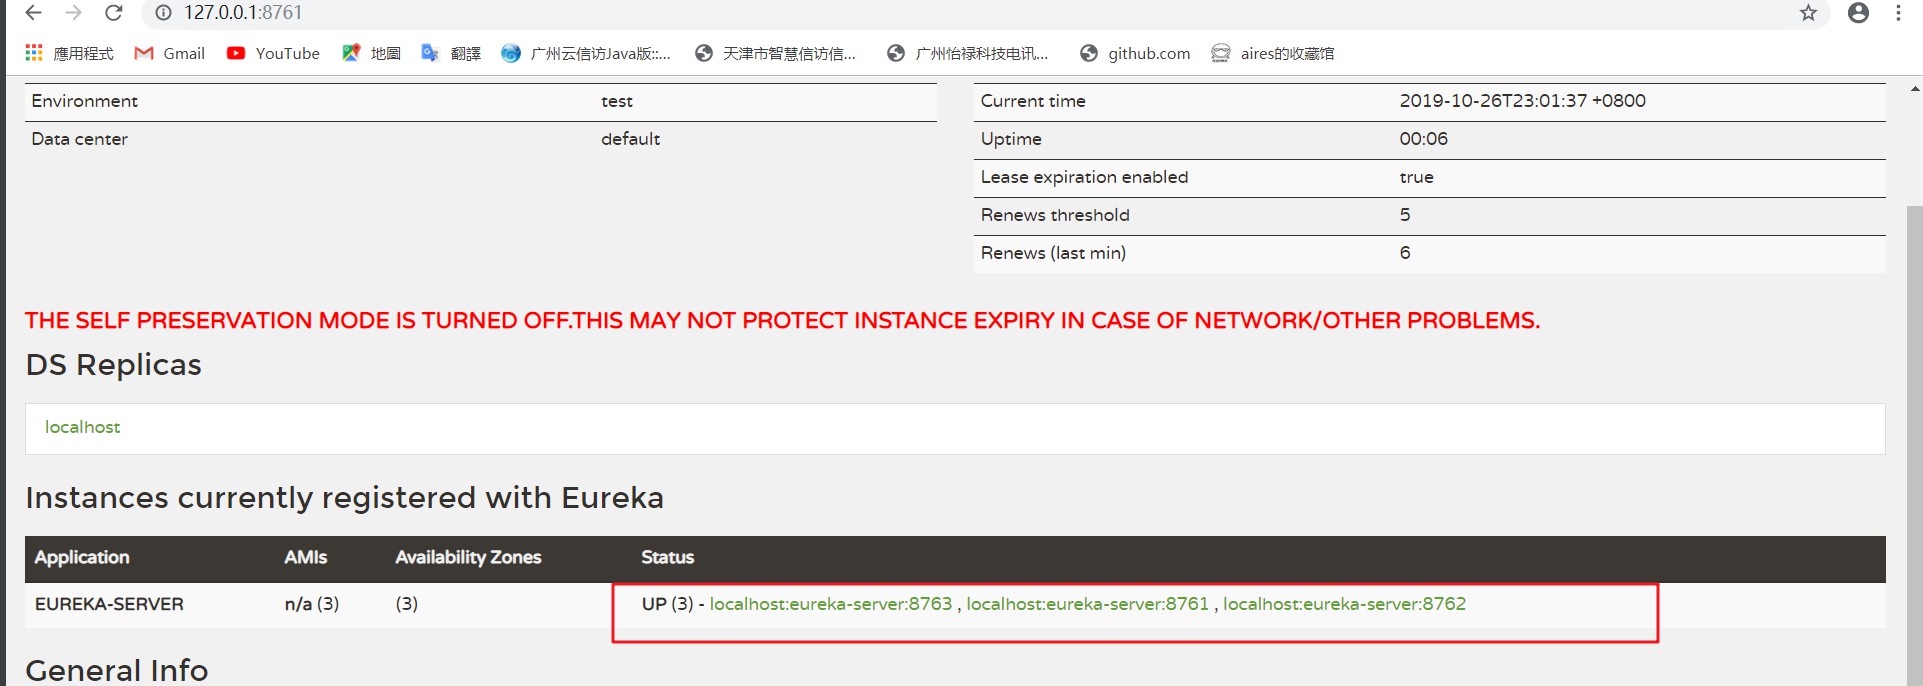 127.0.0.1:8761
應用程式 Gmail YouTube 地圖 翻譯 广州云信访Java版::... 天津市智慧信访信... 广州怡禄科技电讯... github.com aires的收藏馆
Environment test
Data center default
Current time 2019-10-26T23:01:37 +0800
Uptime 00:06
Lease expiration enabled true
Renews threshold 5
Renews (last min) 6
THE SELF PRESERVATION MODE IS TURNED OFF.THIS MAY NOT PROTECT INSTANCE EXPIRY IN CASE OF NETWORK/OTHER PROBLEMS.
DS Replicas
localhost
Instances currently registered with Eureka
Application AMIs Availability Zones Status
EUREKA-SERVER n/a (3) (3) UP (3) - localhost:eureka-server:8763 , localhost:eureka-server:8761 , localhost:eureka-server:8762
General Info